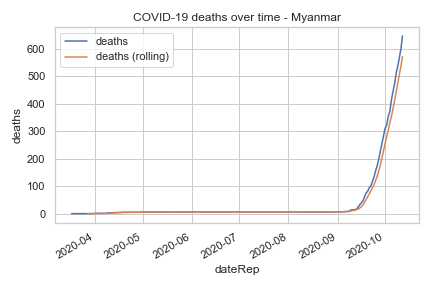 COVID-19 deaths over time - Myanmar
deaths
deaths (rolling)
600
500
400
300
200
100
0
deaths
2020-04
2020-05
2020-06
2020-07
2020-08
2020-09
2020-10
dateRep